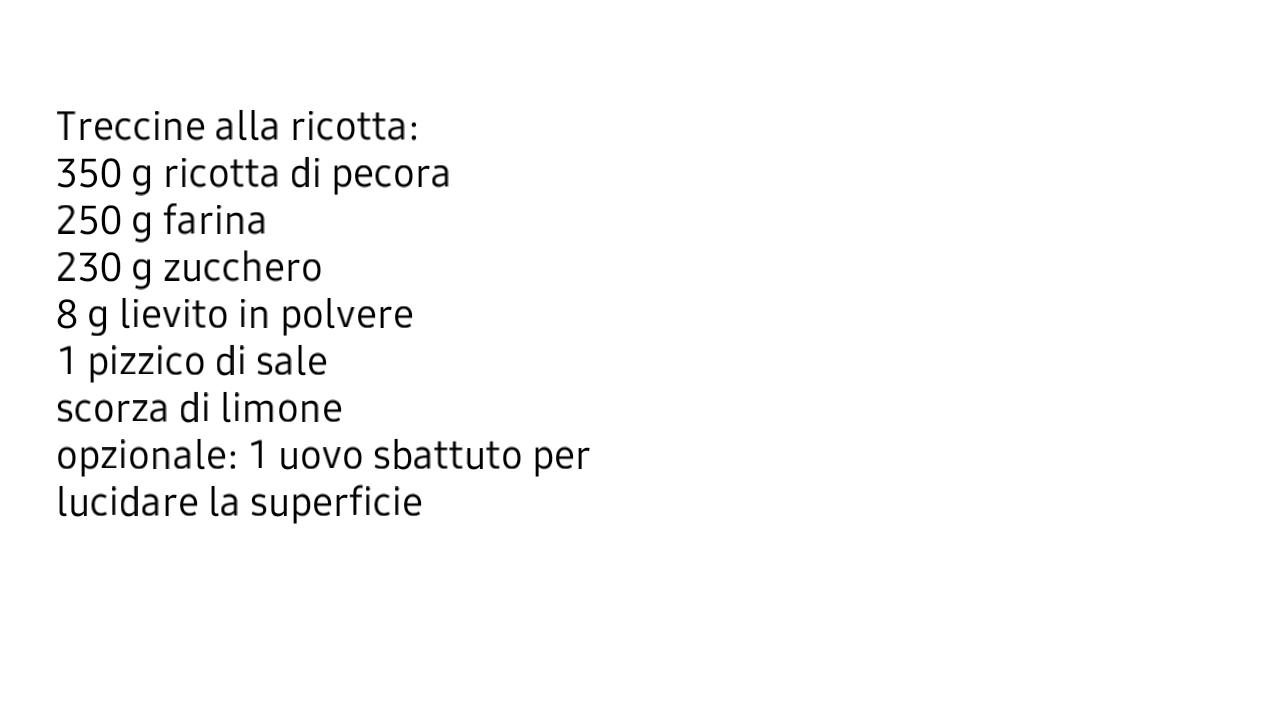 Treccine alla ricotta:
350 g ricotta di pecora
250 g farina
230 g zucchero
8 g lievito in polvere
1 pizzico di sale
scorza di limone
opzionale: 1 uovo sbattuto per
lucidare la superficie